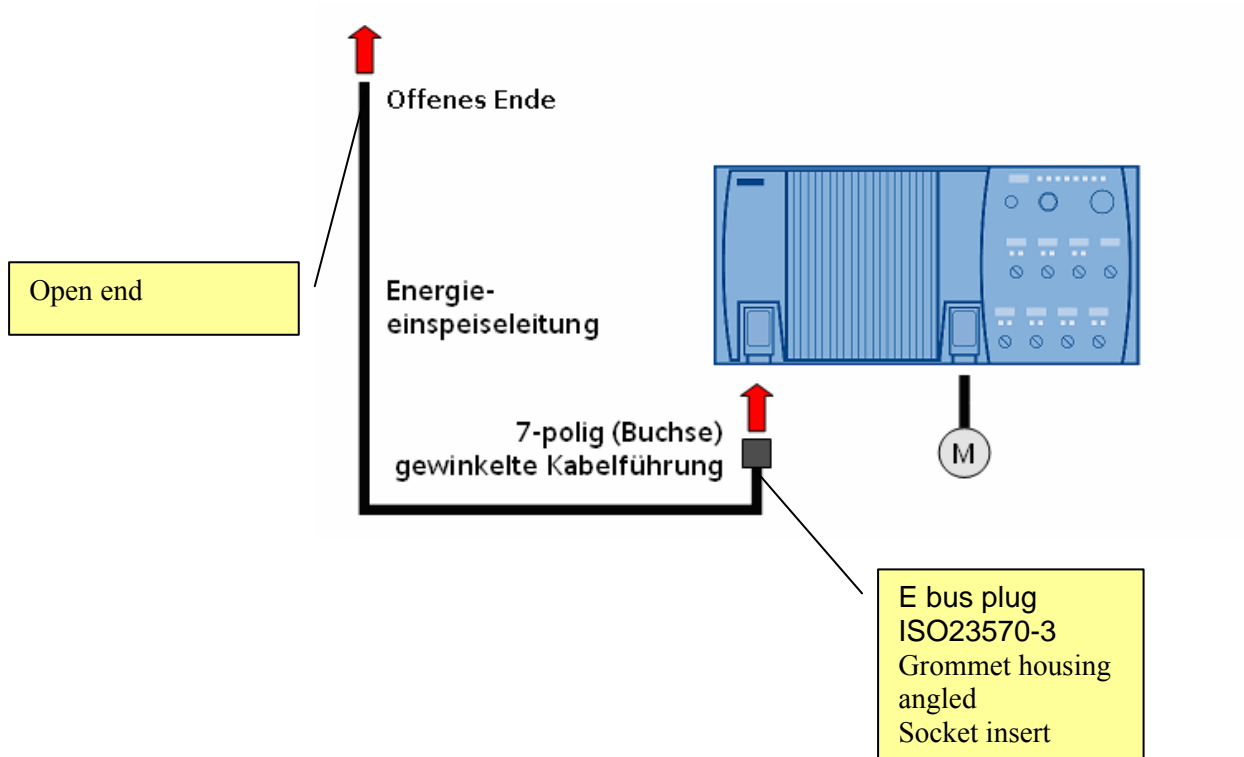 Offenes Ende
Open end
Energie-
einspeiseleitung
7-polig (Buchse)
gewinkelte Kabelführung
M
E bus plug
ISO23570-3
Grommet housing
angled
Socket insert